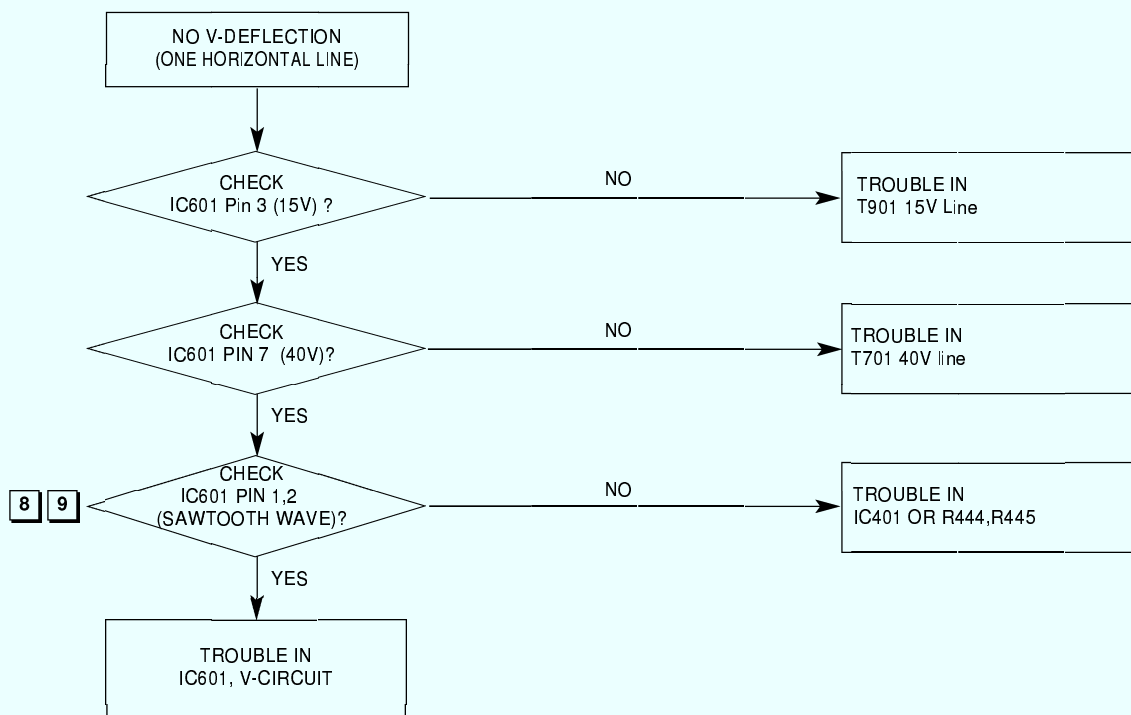 NO V-DEFLECTION
(ONE HORIZONTAL LINE)
CHECK
IC601 Pin 3 (15V) ?
NO
TROUBLE IN
T901 15V Line
YES
CHECK
IC601 PIN 7 (40V)?
NO
TROUBLE IN
T701 40V line
YES
8 9
CHECK
IC601 PIN 1,2
(SAWTOOTH WAVE)?
NO
TROUBLE IN
IC401 OR R444,R445
YES
TROUBLE IN
IC601, V-CIRCUIT